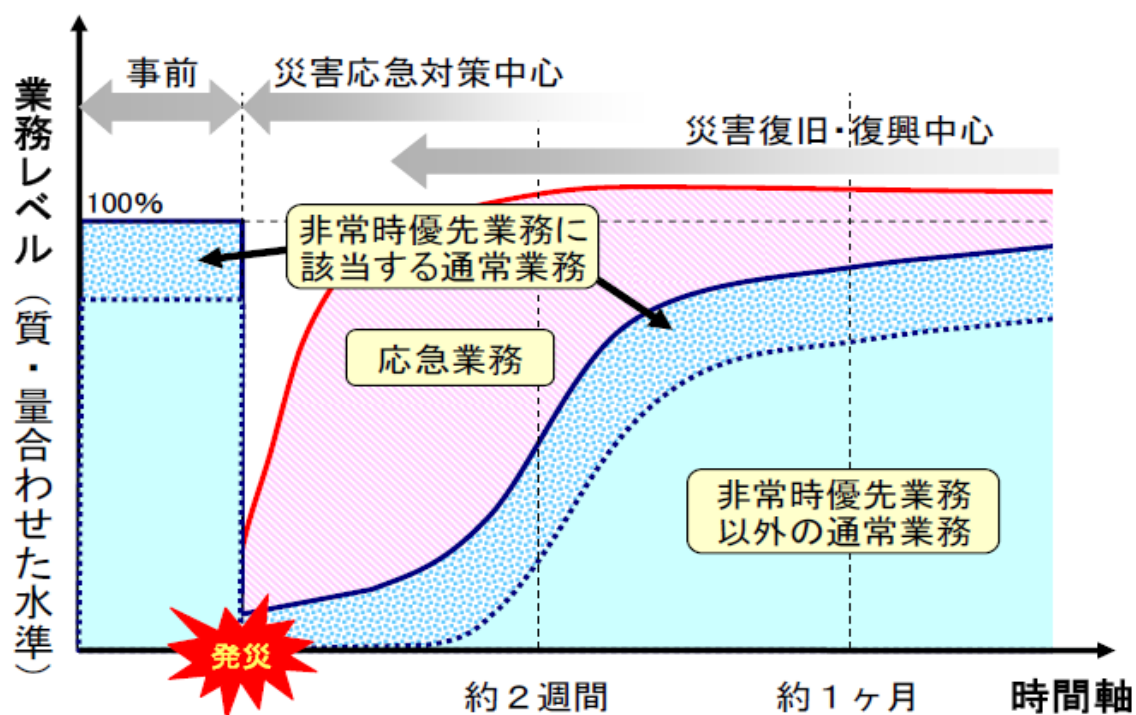 業務レベル（質・量合わせた水準）
事前
災害応急対策中心
災害復旧・復興中心
100%
非常時優先業務に
該当する通常業務
応急業務
非常時優先業務
以外の通常業務
発災
約２週間
約１ヶ月
時間軸